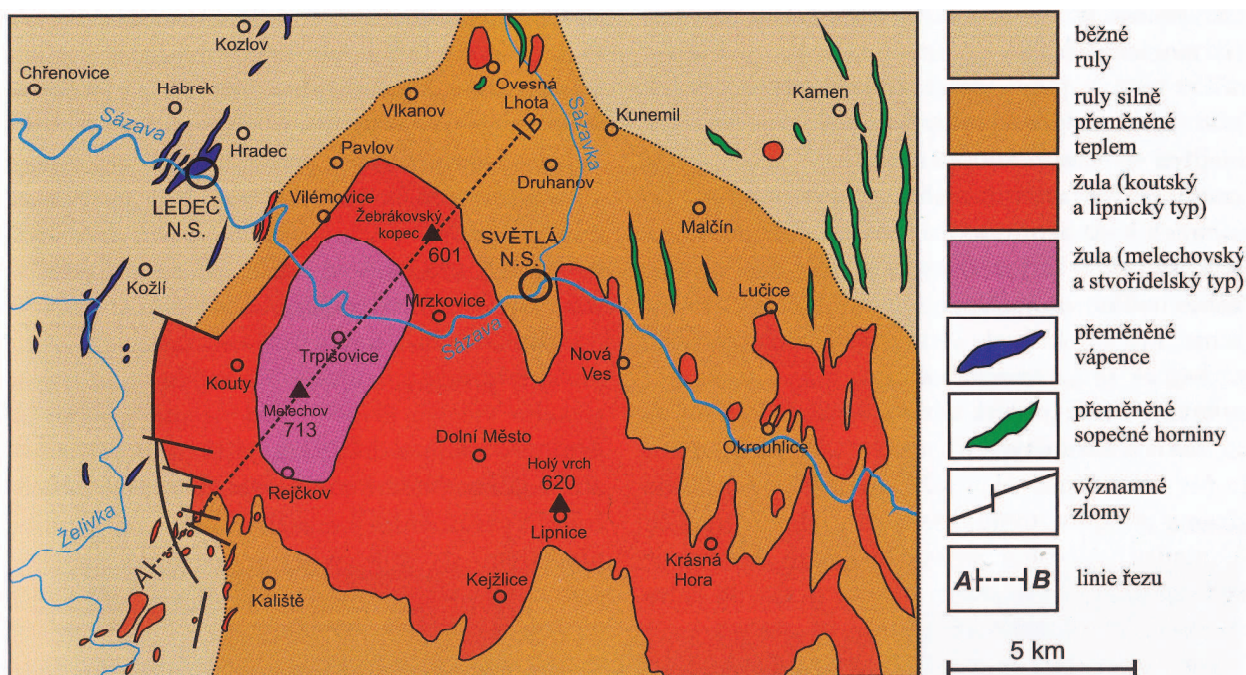 Kozlov
Chřenovice
Habrek
Sázava
Hradec
LEDEČ
N.S.
Vlkanov
Ovesná
Lhota
B
Sázavka
Kunemil
Kamen
Pavlov
Druhanov
Vilémovice
Žebrákovský
kopec
601
SVĚTLÁ
N.S.
Malčín
Kožlí
Mrzkovice
Sázava
Lučice
Trpišovice
Kouty
Nová
Ves
Melechov
713
Dolní Město
Okrouhlice
Rejčkov
Holý vrch
620
Lipnice
Želivka
A
Krásná
Hora
Kaliště
Kejžlice
běžné
ruly
ruly silně
přeměněné
teplem
žula (koutský
a lipnický typ)
žula (melechovský
a stvořidelský typ)
přeměněné
vápence
přeměněné
sopečné horniny
významné
zlomy
A B linie řezu
5 km